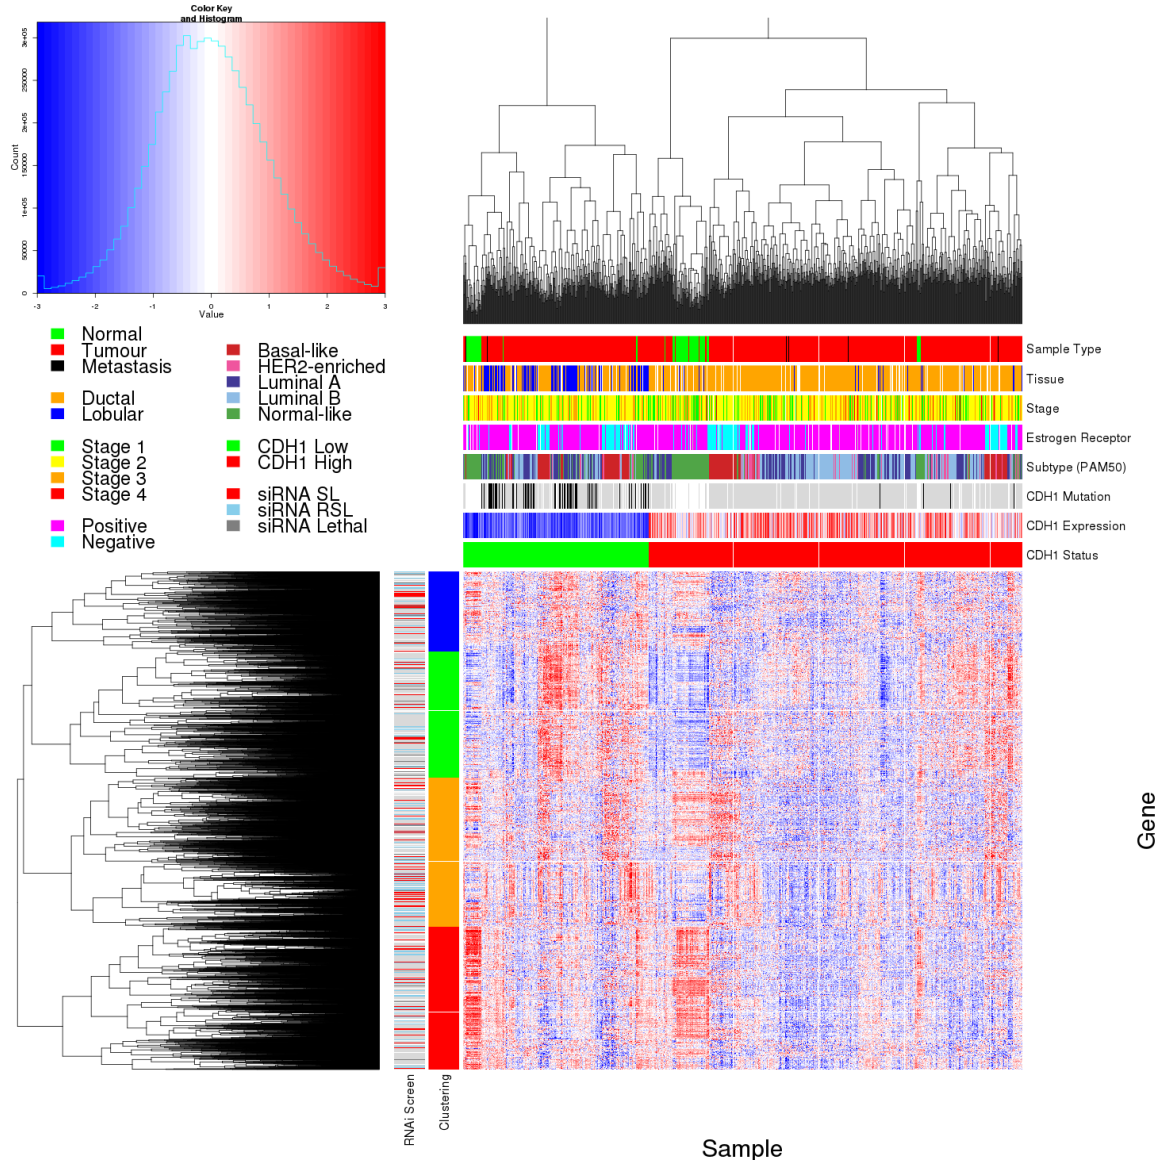 Color Key
and Histogram
Count
0
50000
1e+05
150000
2e+05
250000
3e+05
-3
-2
-1
0
1
2
3
Value
Normal
Tumour
Metastasis
Ductal
Lobular
Stage 1
Stage 2
Stage 3
Stage 4
Positive
Negative
Basal-like
HER2-enriched
Luminal A
Luminal B
Normal-like
CDH1 Low
CDH1 High
siRNA SL
siRNA RSL
siRNA Lethal
Sample Type
Tissue
Stage
Estrogen Receptor
Subtype (PAM50)
CDH1 Mutation
CDH1 Expression
CDH1 Status
RNAi Screen
Clustering
Gene
Sample